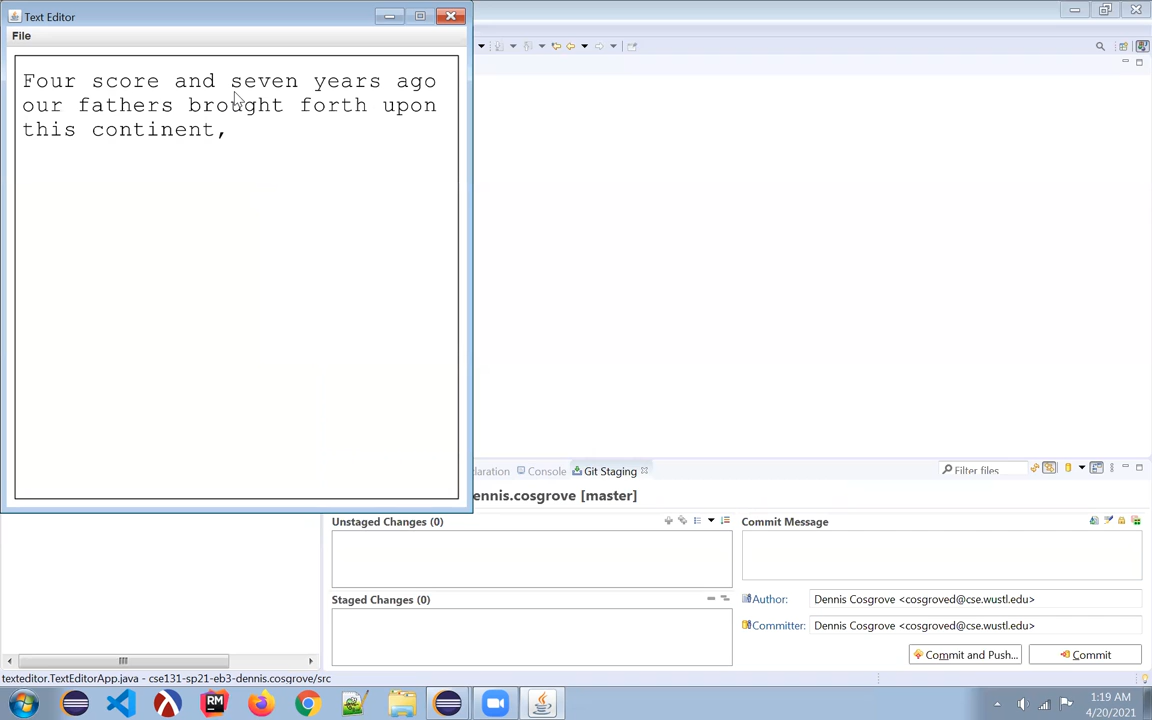 Text Editor
File
Four score and seven years ago
our fathers brought forth upon
this continent,
laration
Console
Git Staging
Filter files
ennis.cosgrove [master]
Unstaged Changes (0)
Commit Message
Staged Changes (0)
Author:
Dennis Cosgrove <cosgroved@cse.wustl.edu>
Committer:
Dennis Cosgrove <cosgroved@cse.wustl.edu>
Commit and Push...
Commit
texteditor.TextEditorApp.java - cse131-sp21-eb3-dennis.cosgrove/src
RM
1:19 AM
4/20/2021